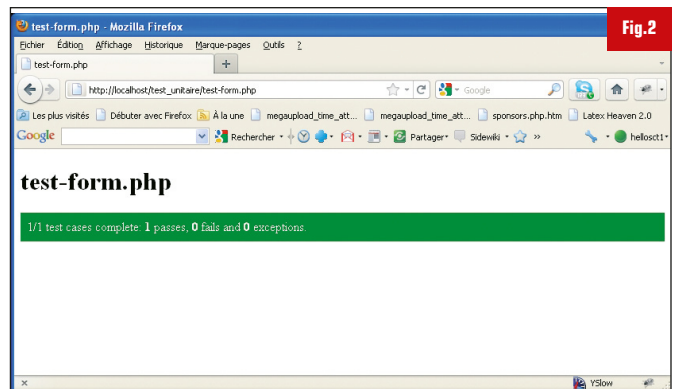 test-form.php - Mozilla Firefox
Fig.2
Eichier Édition Affichage Historique Marque-pages Outils ?
test-form.php +
http://localhost/test_unitaire/test-form.php
Google
Les plus visités Débuter avec Firefox À la une megaupload_time_att... megaupload_time_att... sponsors.php.htm Latex Heaven 2.0
Google Rechercher Partager Sidewiki » hellosct1
test-form.php
1/1 test cases complete: 1 passes, 0 fails and 0 exceptions.
× YSlow